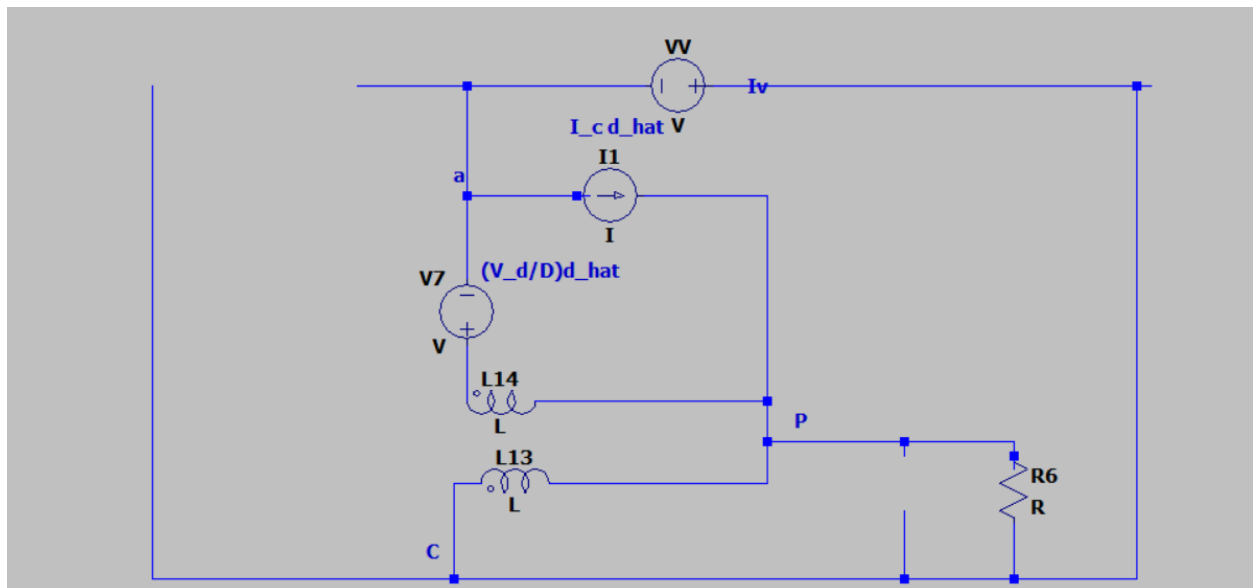 VV
Iv
V
I_c d_hat
I1
a
I
(V_d/D)d_hat
V7
V
L14
L
P
L13
L
R6
R
C